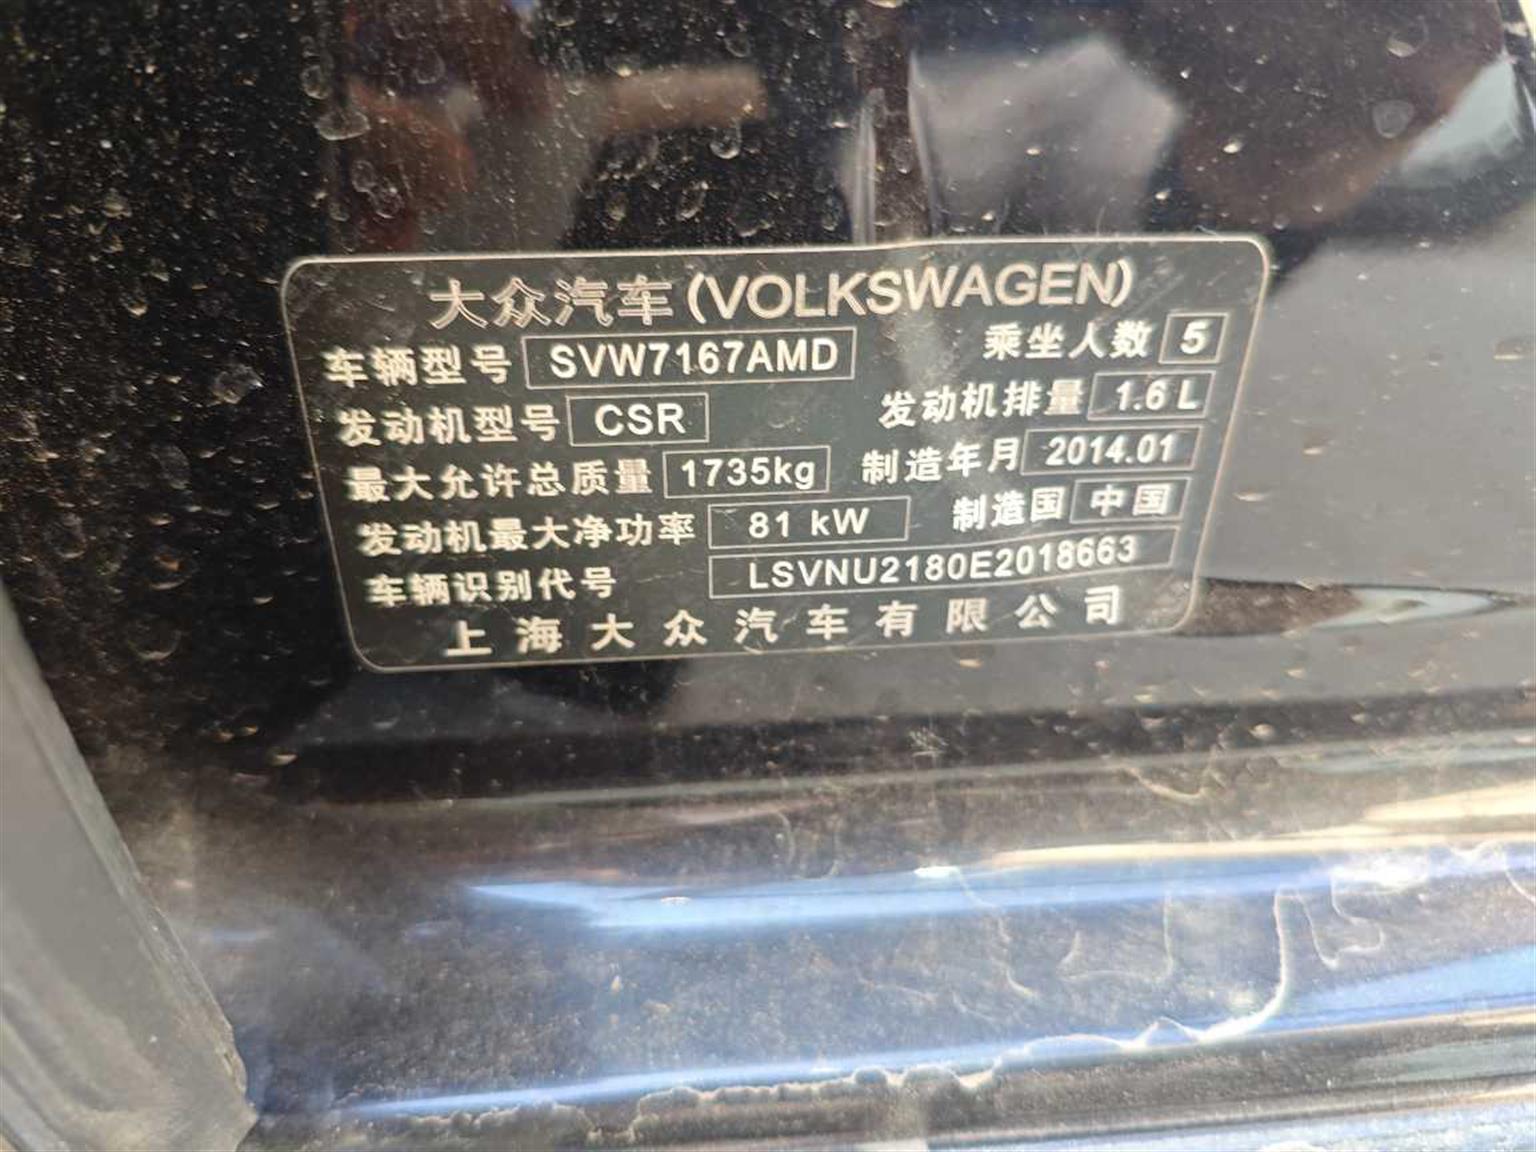 大众汽车(VOLKSWAGEN)
车辆型号 SVW7167AMD 乘坐人数 5
发动机型号 CSR 发动机排量 1.6 L
最大允许总质量 1735kg 制造年月 2014.01
发动机最大净功率 81 kW 制造国 中国
车辆识别代号 LSVNU2180E2018663
上海大众汽车有限公司